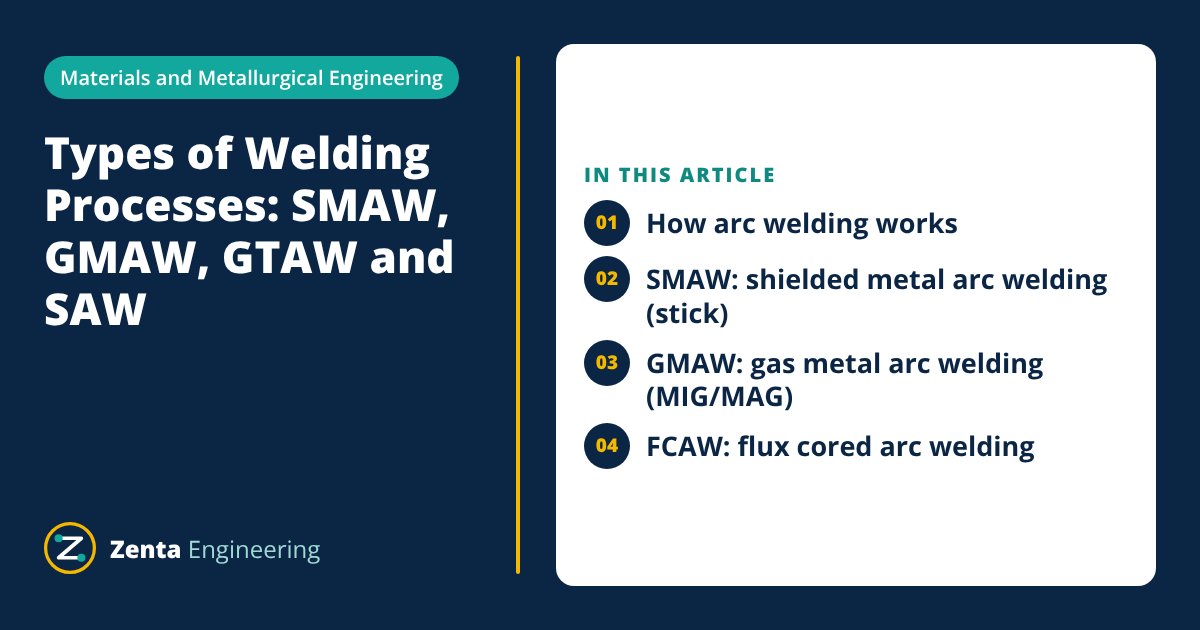 Materials and Metallurgical Engineering
Types of Welding
Processes: SMAW,
GMAW, GTAW and
SAW
Zenta Engineering
IN THIS ARTICLE
01 How arc welding works
02 SMAW: shielded metal arc welding
(stick)
03 GMAW: gas metal arc welding
(MIG/MAG)
04 FCAW: flux cored arc welding